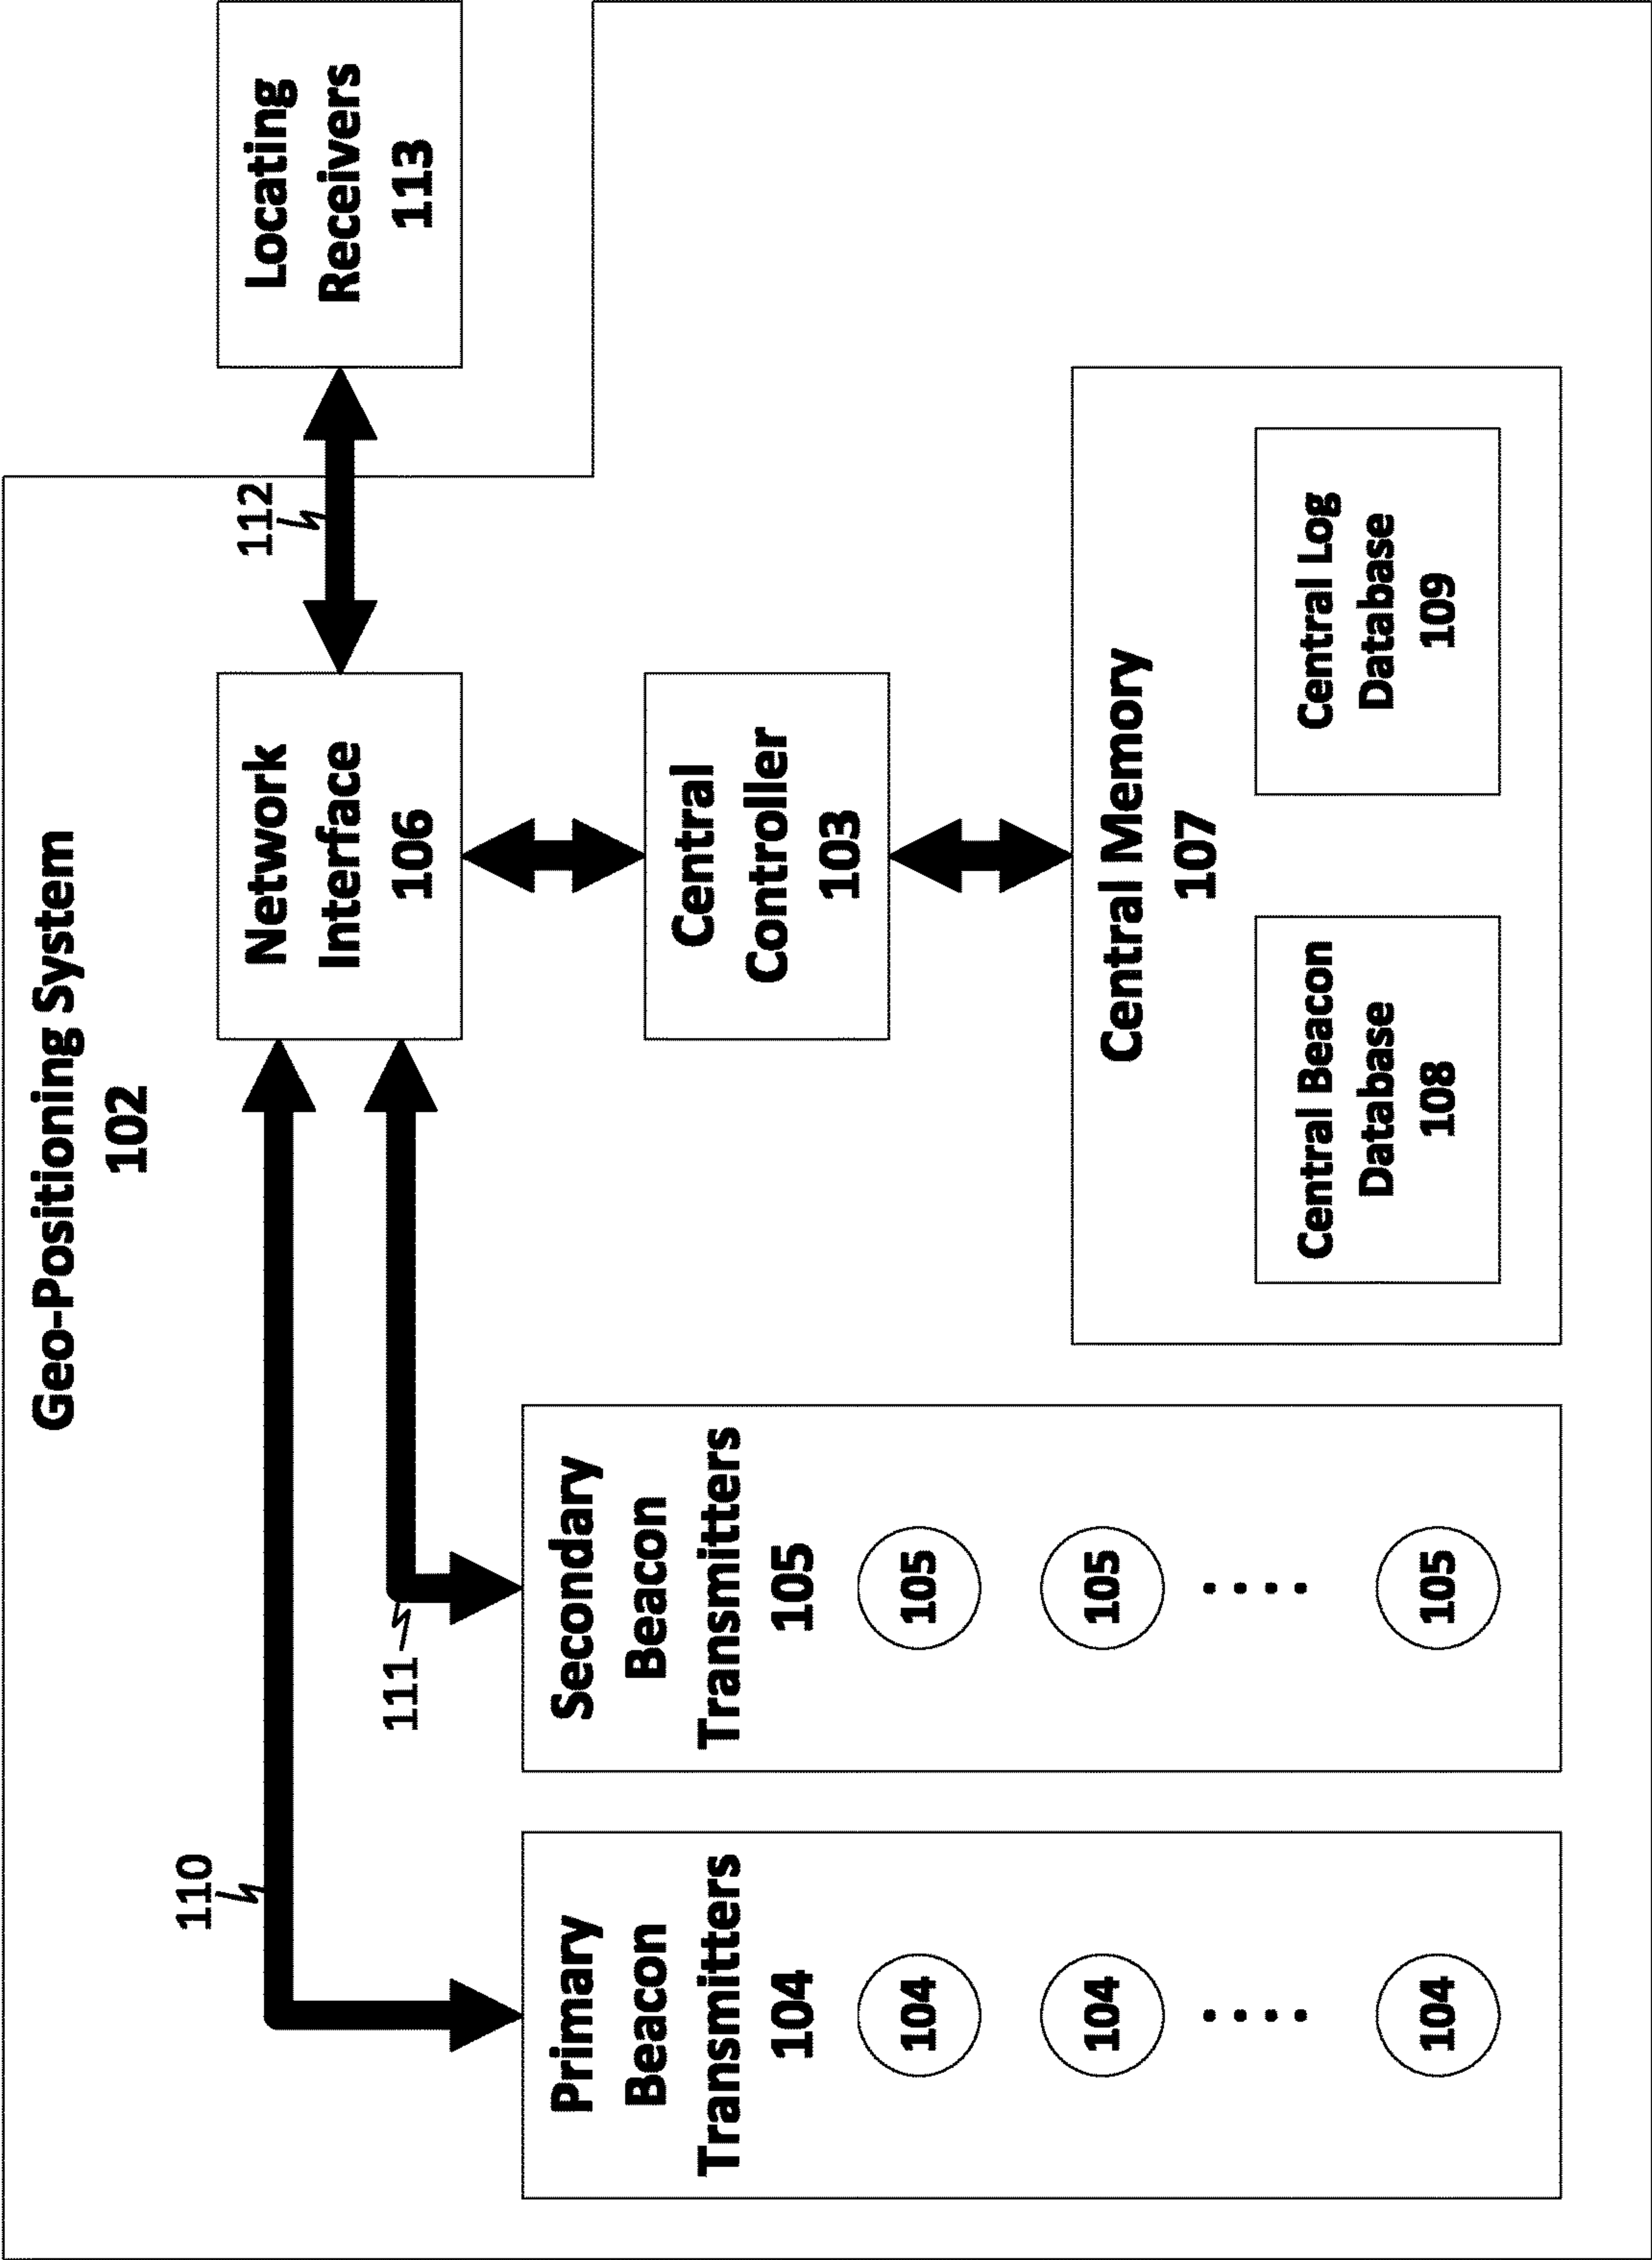 Geo-Positioning System
102
110
111
112
Network
Interface
106
Locating
Receivers
113
Primary
Beacon
Transmitters
104
104
104
104
Secondary
Beacon
Transmitters
105
105
105
105
Central
Controller
103
Central Memory
107
Central Beacon
Database
108
Central Log
Database
109